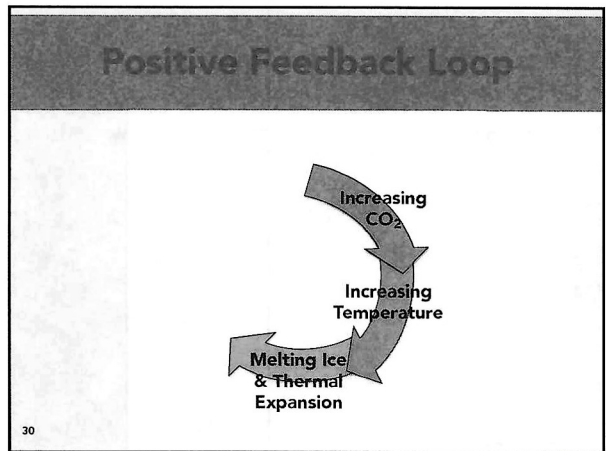 Positive Feedback Loop
Increasing
CO₂
Increasing
Temperature
Melting Ice
& Thermal
Expansion
30